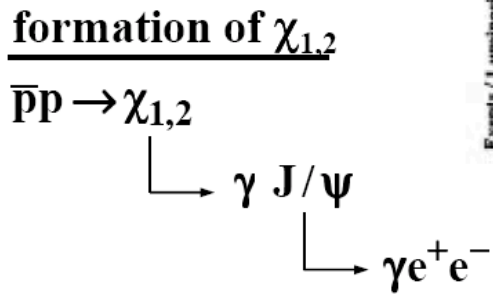 formation of χ₁,₂
p̅p → χ₁,₂
γ J/ψ
γe⁺e⁻